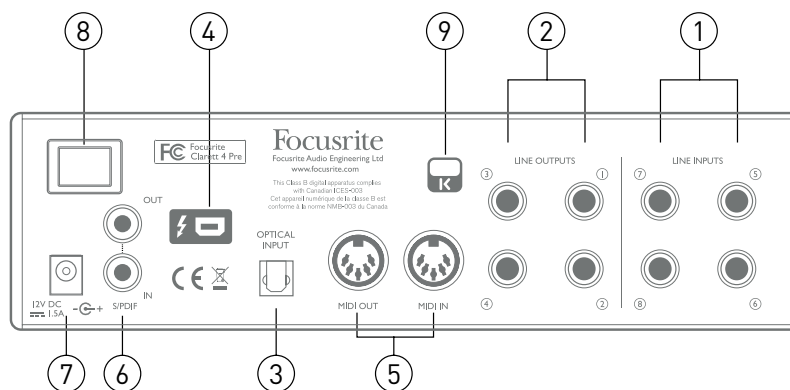 8
4
9
2
1
FC Focusrite
Clarett 4 Pre
Focusrite
Focusrite Audio Engineering Ltd
www.focusrite.com
This Class B digital apparatus complies
with Canadian ICES-003
Cet appareil numérique de la classe B est
conforme à la norme NMB-003 du Canada
K
LINE OUTPUTS
LINE INPUTS
3
1
7
5
OUT
OPTICAL
INPUT
CE
IN
12V DC
1.5A
- +
S/PDIF
MIDI OUT
MIDI IN
4
2
8
6
7
6
3
5